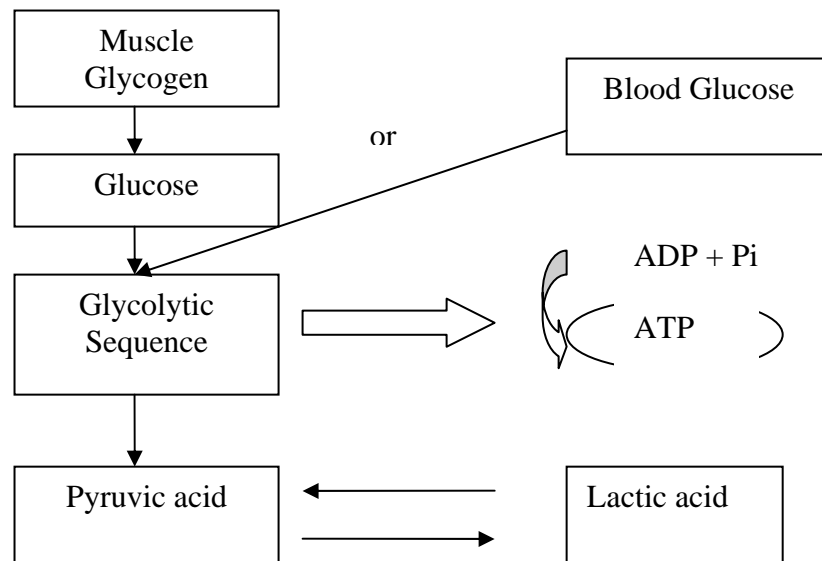 Muscle
Glycogen
Blood Glucose
or
Glucose
ADP + Pi
Glycolytic
Sequence
ATP
Pyruvic acid
Lactic acid